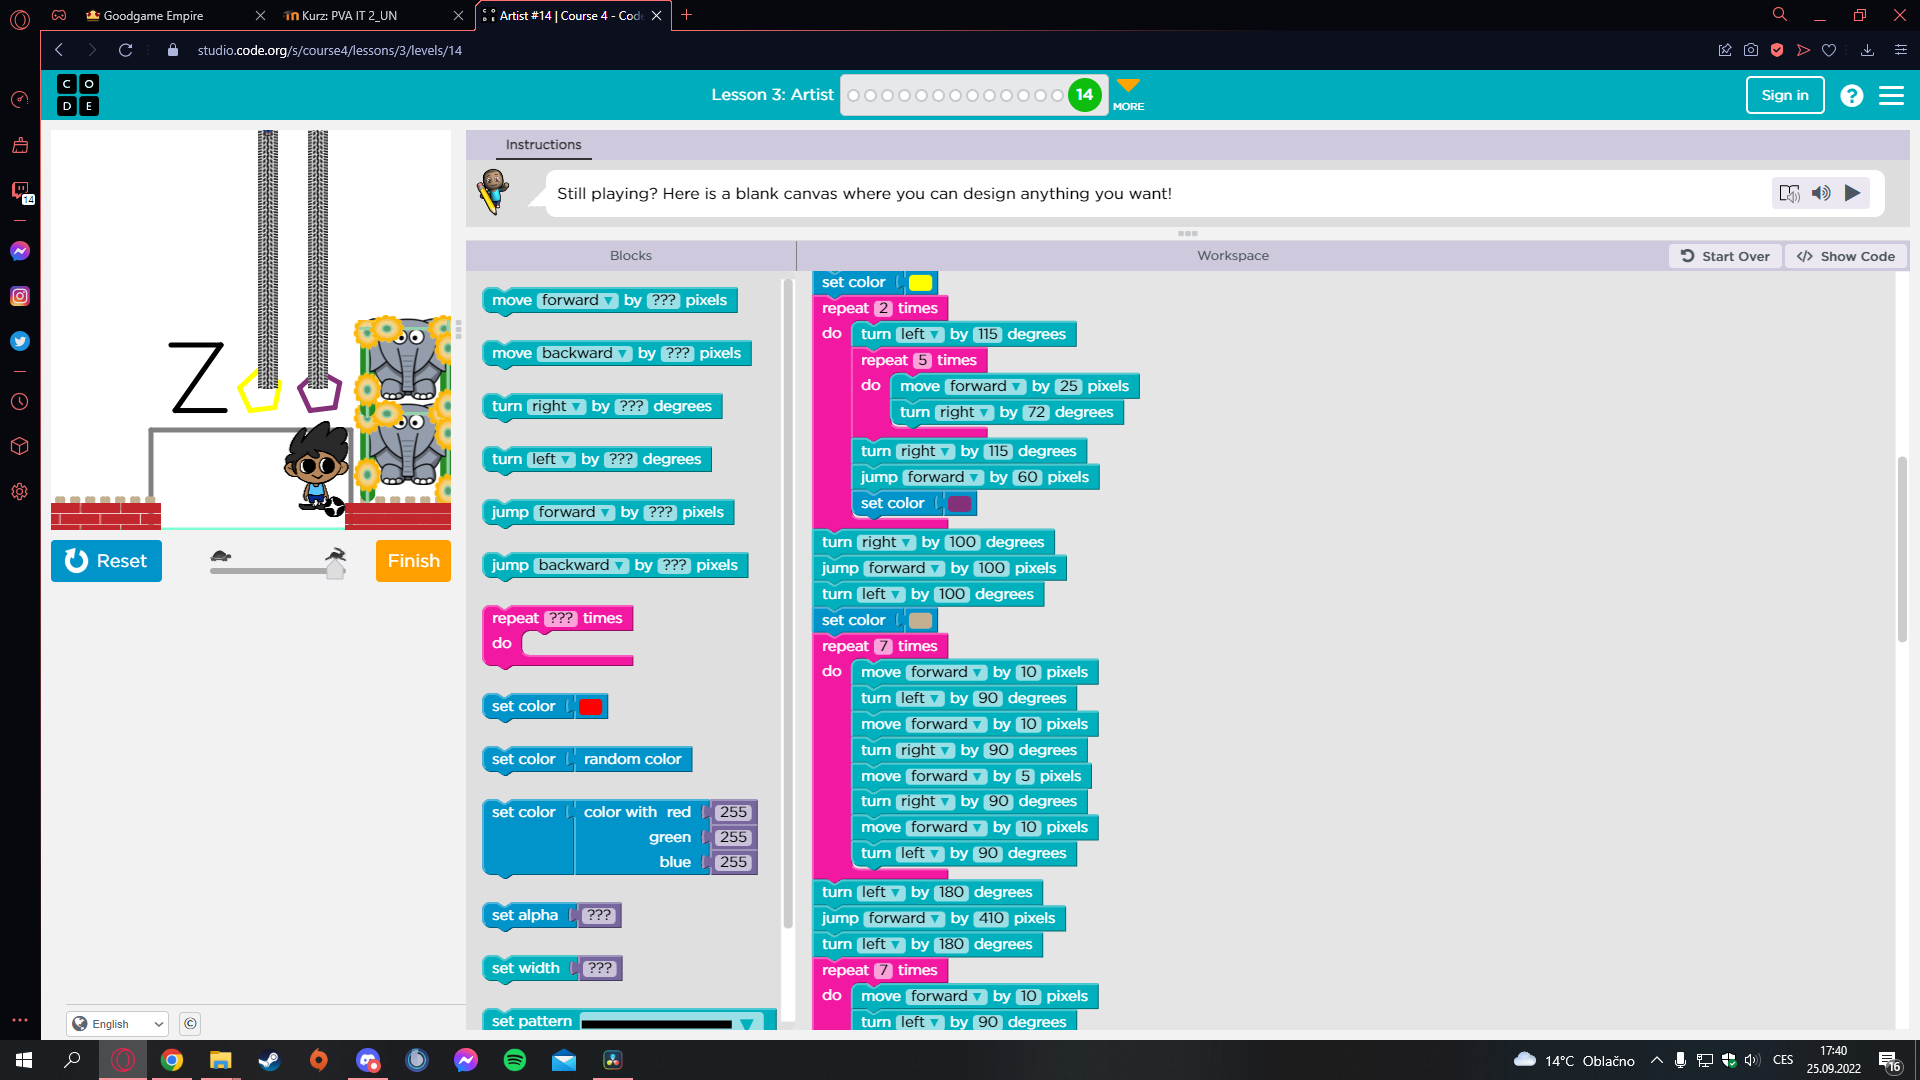 Goodgame Empire
Kurz: PVA IT 2_UN
Artist #14 | Course 4 - Code
studio.code.org/s/course4/lessons/3/levels/14
C O
D E
Lesson 3: Artist
14
MORE
Sign in
?
14
Z
Instructions
Still playing? Here is a blank canvas where you can design anything you want!
Blocks
Workspace
Start Over
Show Code
Reset
Finish
move forward by ??? pixels
move backward by ??? pixels
turn right by ??? degrees
turn left by ??? degrees
jump forward by ??? pixels
jump backward by ??? pixels
repeat ??? times
do
set color
set color random color
set color color with red 255
green 255
blue 255
set alpha ???
set width ???
set pattern
set color
repeat 2 times
do turn left by 115 degrees
repeat 5 times
do move forward by 25 pixels
turn right by 72 degrees
turn right by 115 degrees
jump forward by 60 pixels
set color
turn right by 100 degrees
jump forward by 100 pixels
turn left by 100 degrees
set color
repeat 7 times
do move forward by 10 pixels
turn left by 90 degrees
move forward by 10 pixels
turn right by 90 degrees
move forward by 5 pixels
turn right by 90 degrees
move forward by 10 pixels
turn left by 90 degrees
turn left by 180 degrees
jump forward by 410 pixels
turn left by 180 degrees
repeat 7 times
do move forward by 10 pixels
turn left by 90 degrees
English
©
14°C Oblačno
CES
17:40
25.09.2022
16